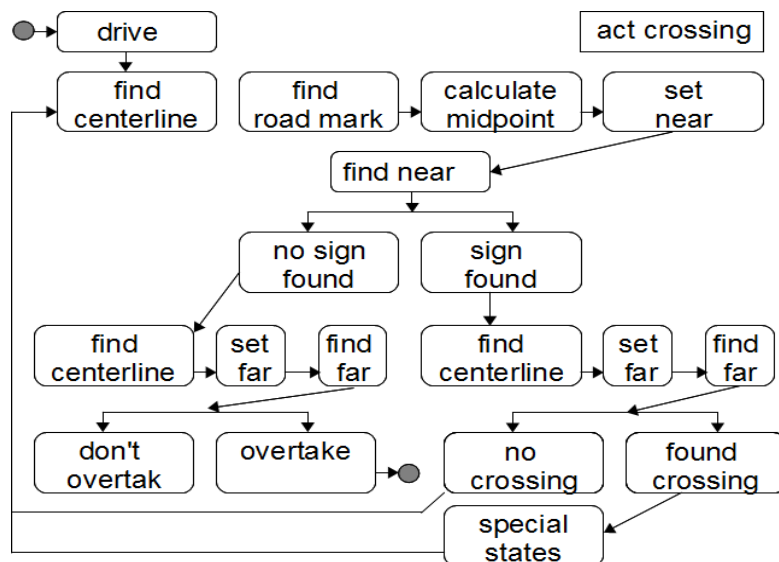 drive
act crossing
find
centerline
find
road mark
calculate
midpoint
set
near
find near
no sign
found
sign
found
find
centerline
set
far
find
far
find
centerline
set
far
find
far
don't
overtak
overtake
no
crossing
found
crossing
special
states